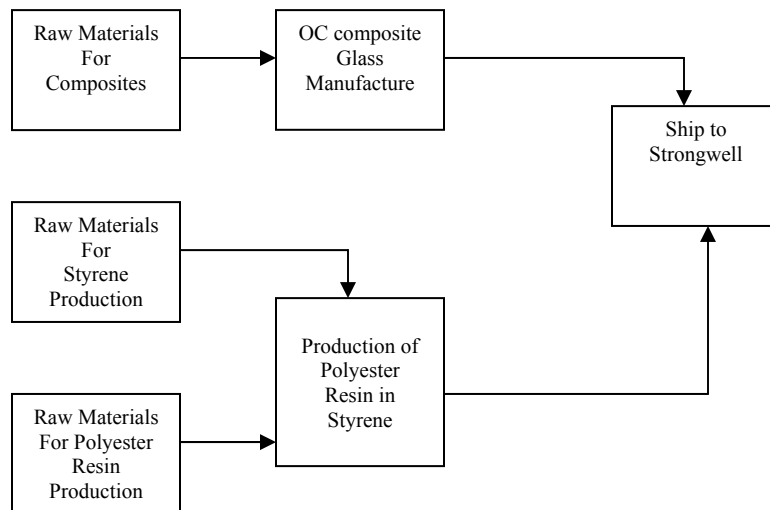 Raw Materials
For
Composites
OC composite
Glass
Manufacture
Ship to
Strongwell
Raw Materials
For
Styrene
Production
Production of
Polyester
Resin in
Styrene
Raw Materials
For Polyester
Resin
Production